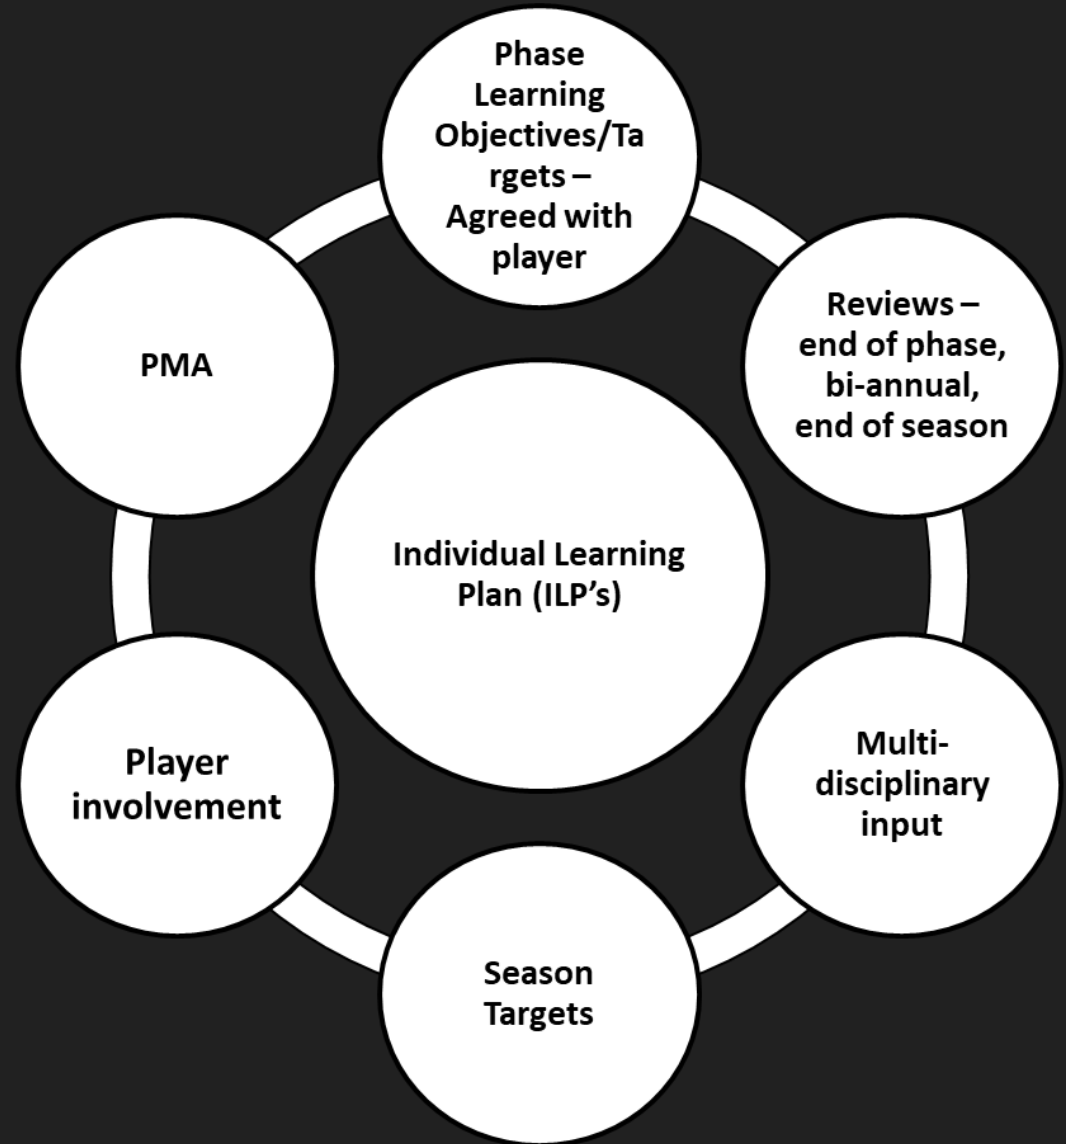 Phase
Learning
Objectives/Ta
rgets –
Agreed with
player
Reviews –
end of phase,
bi-annual,
end of season
Multi-
disciplinary
input
Season
Targets
Player
involvement
PMA
Individual Learning
Plan (ILP’s)